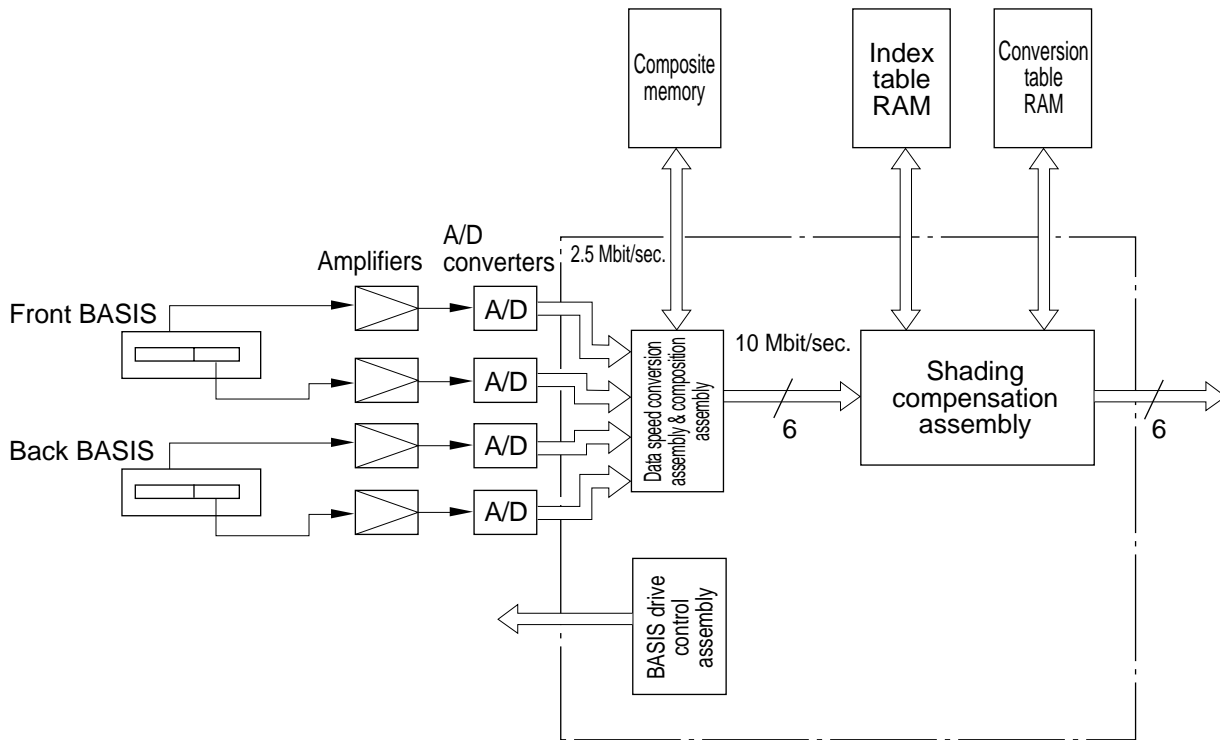 Composite
memory
Index
table
RAM
Conversion
table
RAM
A/D
converters
Amplifiers
2.5 Mbit/sec.
Front BASIS
A/D
A/D
Back BASIS
A/D
A/D
Data speed conversion
assembly & composition
assembly
10 Mbit/sec.
6
Shading
compensation
assembly
6
BASIS drive
control
assembly